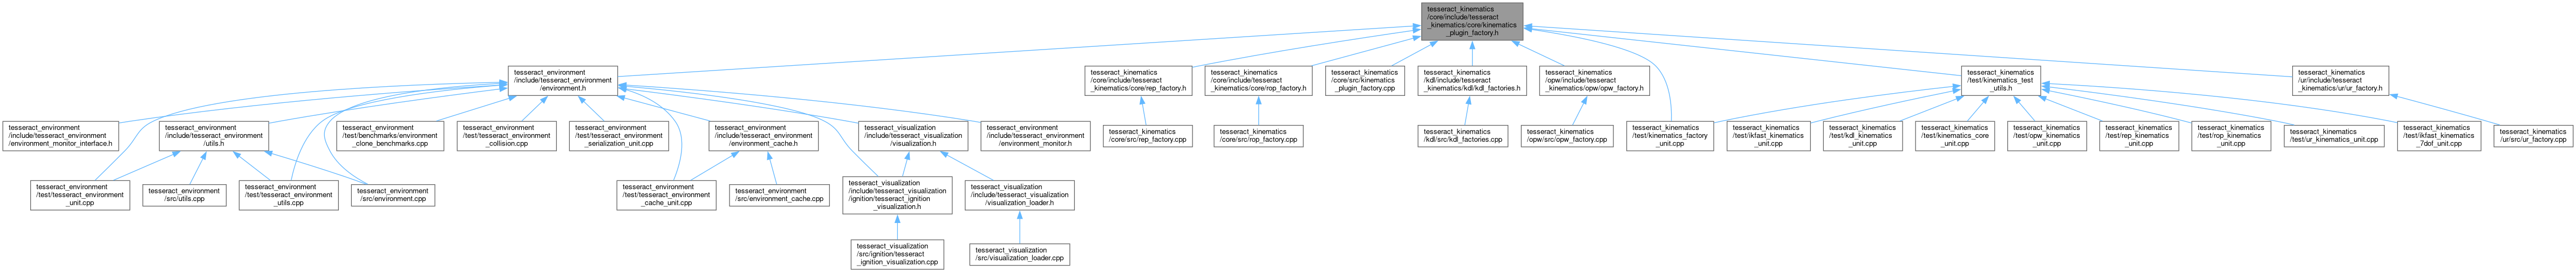 tesseract_kinematics
/core/include/tesseract
_kinematics/core/kinematics
_plugin_factory.h
tesseract_environment
/include/tesseract_environment
/environment.h
tesseract_kinematics
/core/include/tesseract
_kinematics/core/rep_factory.h
tesseract_kinematics
/core/include/tesseract
_kinematics/core/rop_factory.h
tesseract_kinematics
/core/src/kinematics
_plugin_factory.cpp
tesseract_kinematics
/kdl/include/tesseract
_kinematics/kdl/kdl_factories.h
tesseract_kinematics
/opw/include/tesseract
_kinematics/opw/opw_factory.h
tesseract_kinematics
/test/kinematics_test
_utils.h
tesseract_kinematics
/ur/include/tesseract
_kinematics/ur/ur_factory.h
tesseract_environment
/include/tesseract_environment
/environment_monitor_interface.h
tesseract_environment
/include/tesseract_environment
/utils.h
tesseract_environment
/test/benchmarks/environment
_clone_benchmarks.cpp
tesseract_environment
/test/tesseract_environment
_collision.cpp
tesseract_environment
/test/tesseract_environment
_serialization_unit.cpp
tesseract_environment
/include/tesseract_environment
/environment_cache.h
tesseract_visualization
/include/tesseract_visualization
/visualization.h
tesseract_environment
/include/tesseract_environment
/environment_monitor.h
tesseract_kinematics
/core/src/rep_factory.cpp
tesseract_kinematics
/core/src/rop_factory.cpp
tesseract_kinematics
/kdl/src/kdl_factories.cpp
tesseract_kinematics
/opw/src/opw_factory.cpp
tesseract_kinematics
/test/kinematics_factory
_unit.cpp
tesseract_kinematics
/test/ikfast_kinematics
_unit.cpp
tesseract_kinematics
/test/kdl_kinematics
_unit.cpp
tesseract_kinematics
/test/kinematics_core
_unit.cpp
tesseract_kinematics
/test/opw_kinematics
_unit.cpp
tesseract_kinematics
/test/rep_kinematics
_unit.cpp
tesseract_kinematics
/test/rop_kinematics
_unit.cpp
tesseract_kinematics
/test/ur_kinematics_unit.cpp
tesseract_kinematics
/test/ikfast_kinematics
_7dof_unit.cpp
tesseract_kinematics
/ur/src/ur_factory.cpp
tesseract_environment
/test/tesseract_environment
_unit.cpp
tesseract_environment
/src/utils.cpp
tesseract_environment
/test/tesseract_environment
_utils.cpp
tesseract_environment
/src/environment.cpp
tesseract_environment
/test/tesseract_environment
_cache_unit.cpp
tesseract_environment
/src/environment_cache.cpp
tesseract_visualization
/include/tesseract_visualization
/ignition/tesseract_ignition
_visualization.h
tesseract_visualization
/include/tesseract_visualization
/visualization_loader.h
tesseract_visualization
/src/ignition/tesseract
_ignition_visualization.cpp
tesseract_visualization
/src/visualization_loader.cpp